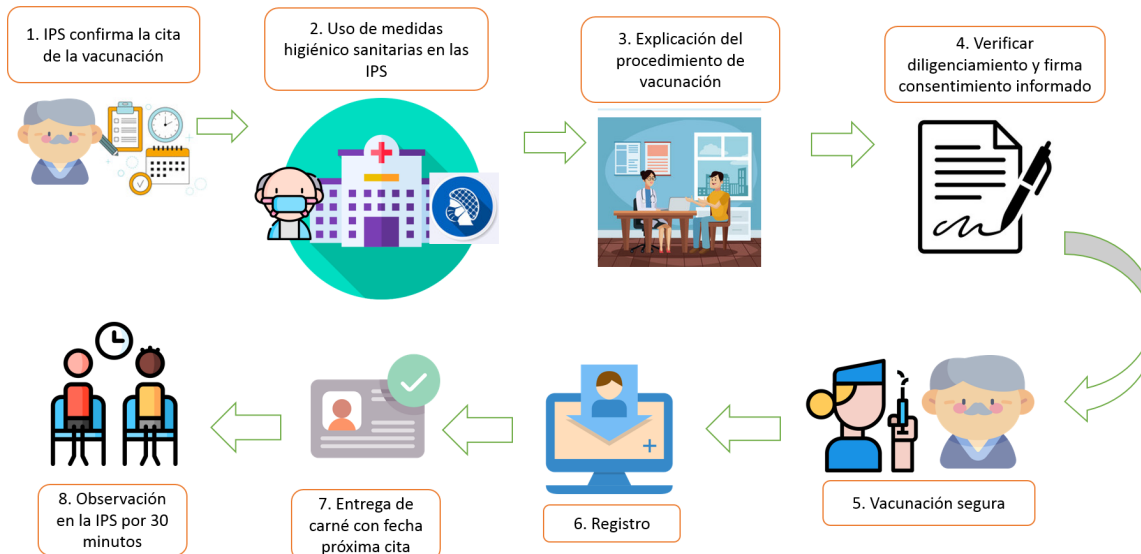 1. IPS confirma la cita
de la vacunación
2. Uso de medidas
higiénico sanitarias en las
IPS
3. Explicación del
procedimiento de
vacunación
4. Verificar
diligenciamiento y firma
consentimiento informado
5. Vacunación segura
6. Registro
7. Entrega de
carné con fecha
próxima cita
8. Observación
en la IPS por 30
minutos